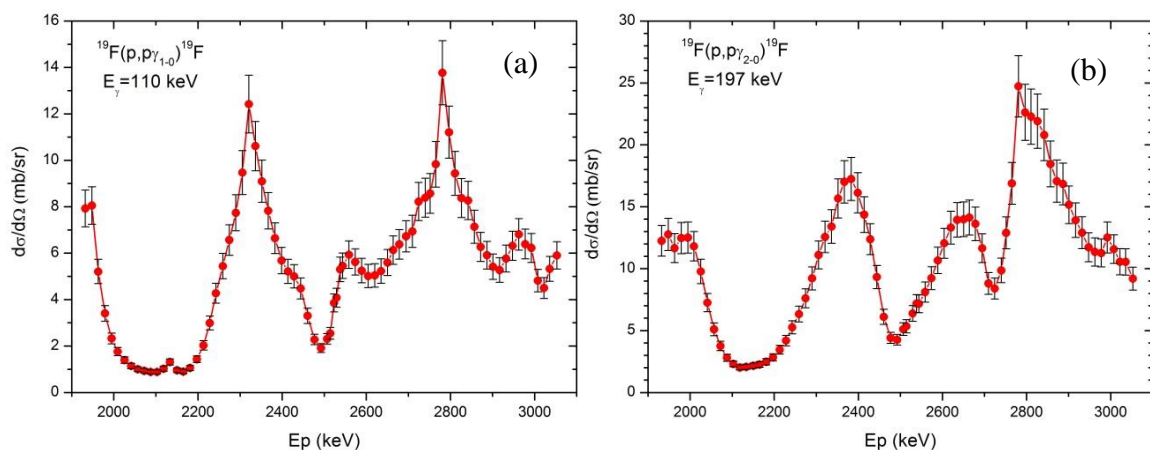 16
14
12
10
8
6
4
2
0
dσ/dΩ (mb/sr)
¹⁹F(p,pγ₁₋₀)¹⁹F
Eᵧ=110 keV
(a)
2000 2200 2400 2600 2800 3000
Ep (keV)
30
25
20
15
10
5
0
dσ/dΩ (mb/sr)
¹⁹F(p,pγ₂₋₀)¹⁹F
Eᵧ=197 keV
(b)
2000 2200 2400 2600 2800 3000
Ep (keV)